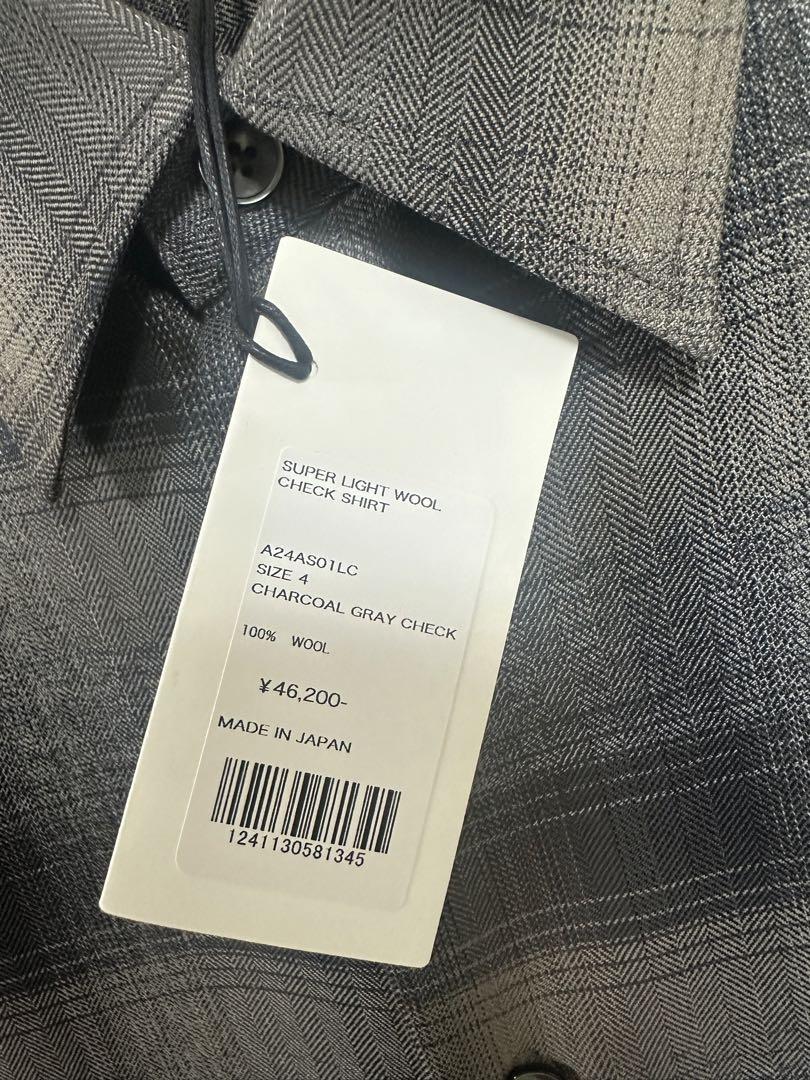 SUPER LIGHT WOOL
CHECK SHIRT
A24AS01LC
SIZE 4
CHARCOAL GRAY CHECK
100% WOOL
¥46,200-
MADE IN JAPAN
1241130581345